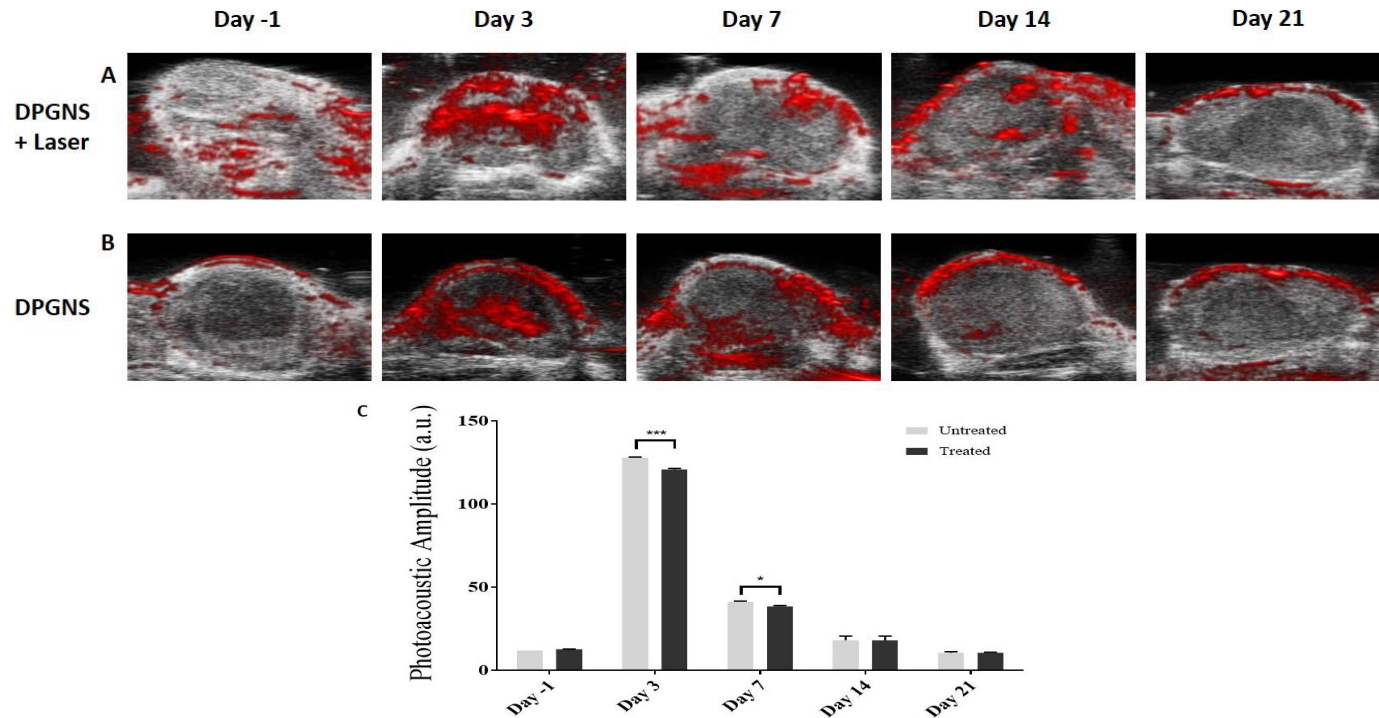 Day -1
Day 3
Day 7
Day 14
Day 21
A
DPGNS
+ Laser
B
DPGNS
C
Photoacoustic Amplitude (a.u.)
150
100
50
0
***
*
Untreated
Treated
Day -1
Day 3
Day 7
Day 14
Day 21